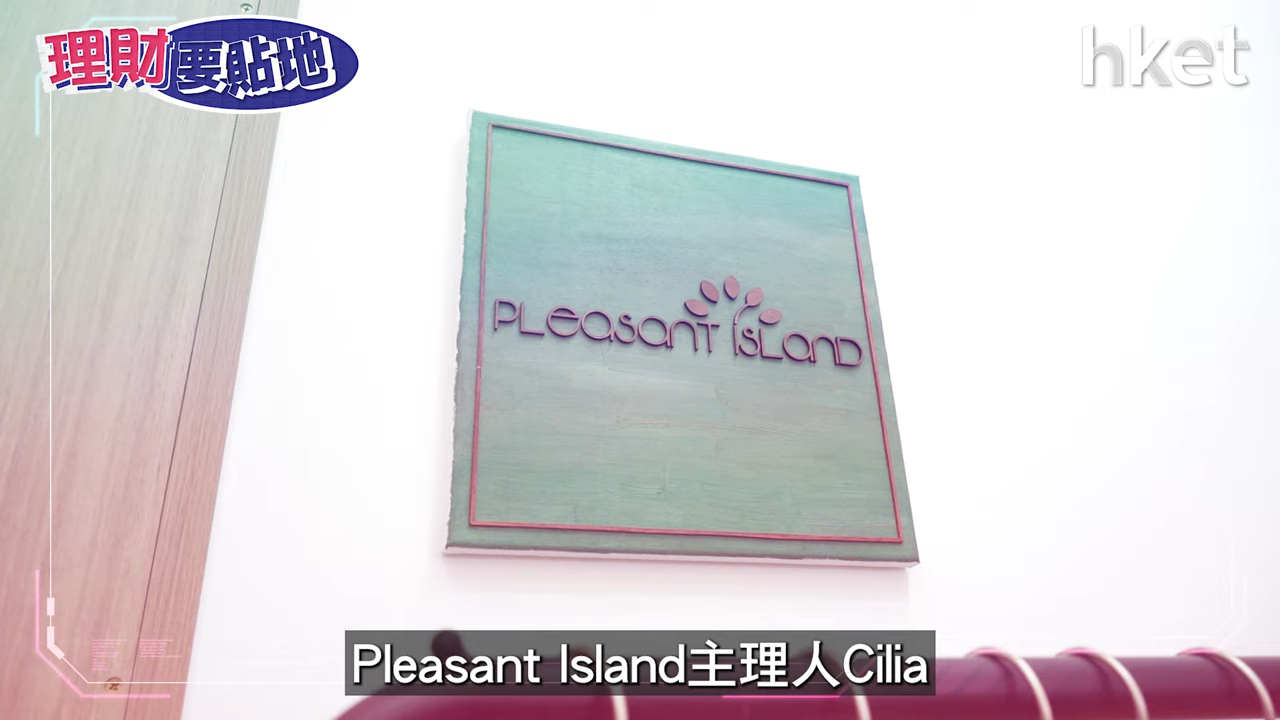 理財要貼地
hket
PLeasanT IsLanD
Pleasant Island主理人Cilia